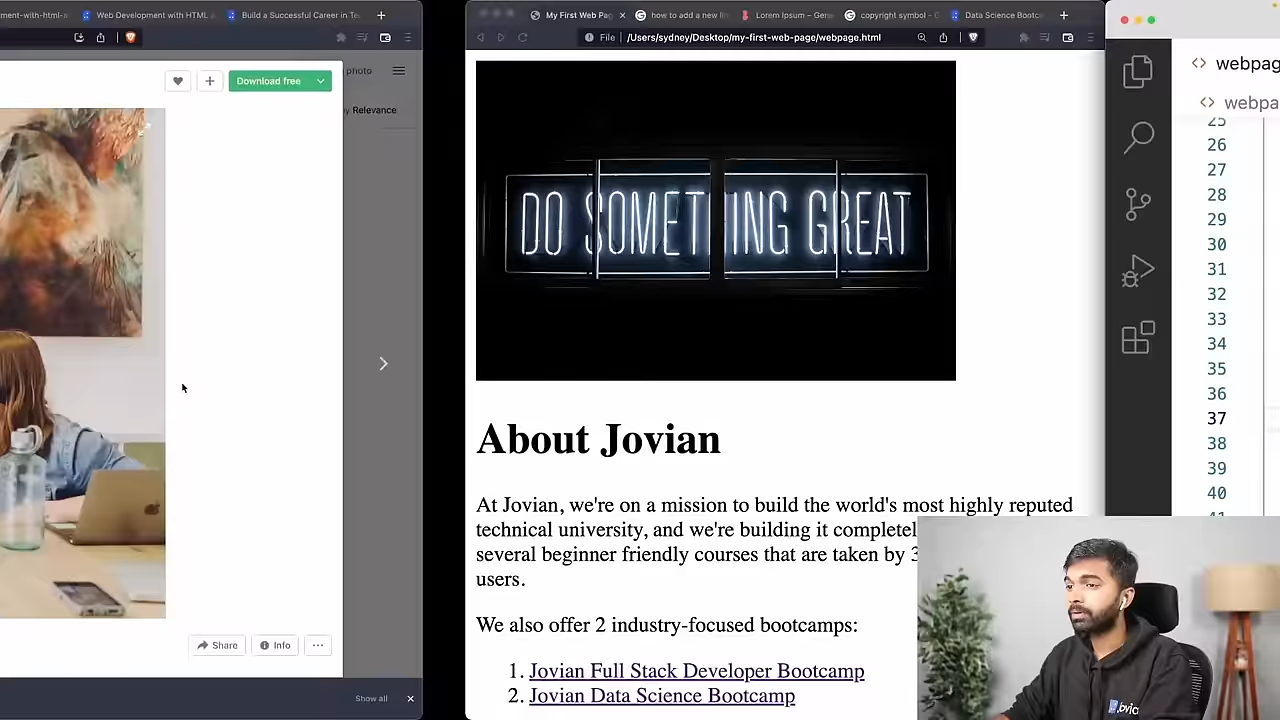 ment-with-html-
Web Development with HTML
Build a Successful Career in Te
Download free
photo
y Relevance
Share
Info
Show all
My First Web Pag
how to add a new lin
Lorem Ipsum – Gene
copyright symbol - G
Data Science Bootc
File
/Users/sydney/Desktop/my-first-web-page/webpage.html
DO SOMETHING GREAT
About Jovian
At Jovian, we're on a mission to build the world's most highly reputed
technical university, and we're building it completel
several beginner friendly courses that are taken by 3
users.
We also offer 2 industry-focused bootcamps:
1. Jovian Full Stack Developer Bootcamp
2. Jovian Data Science Bootcamp
webpag
webpa
25
26
27
28
29
30
31
32
33
34
35
36
37
38
39
40